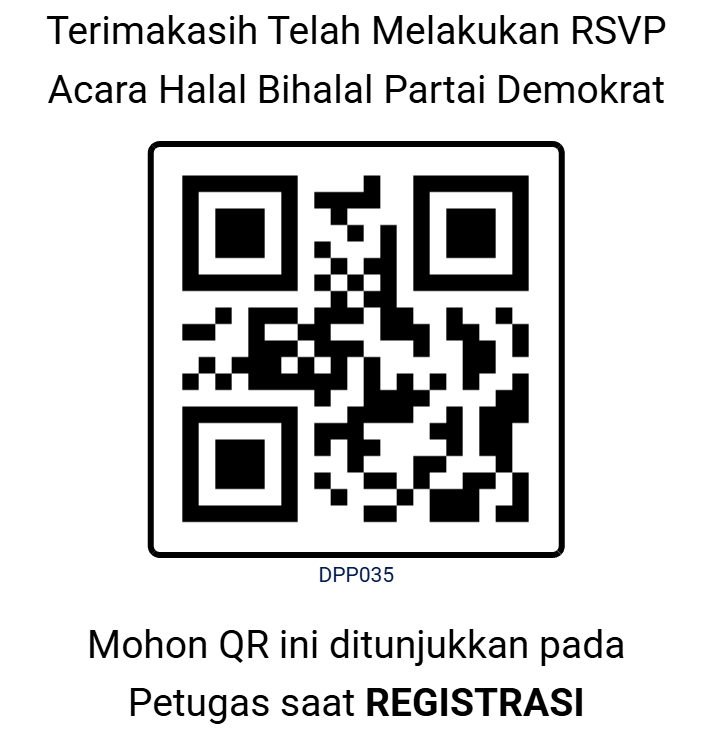 Terimakasih Telah Melakukan RSVP
Acara Halal Bihalal Partai Demokrat
DPP035
Mohon QR ini ditunjukkan pada
Petugas saat REGISTRASI